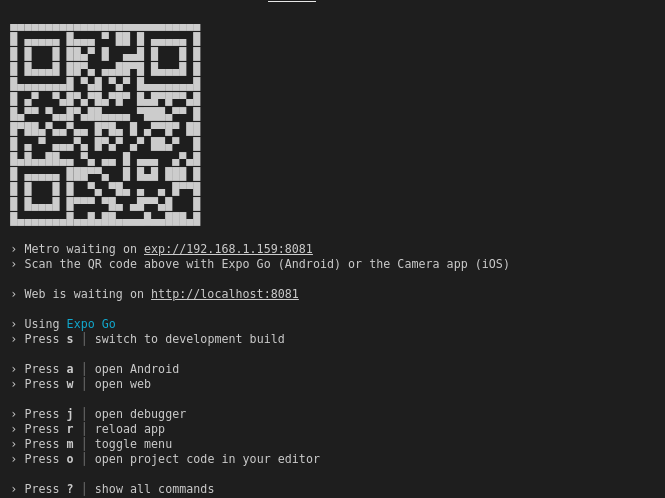 › Metro waiting on exp://192.168.1.159:8081
› Scan the QR code above with Expo Go (Android) or the Camera app (iOS)
› Web is waiting on http://localhost:8081
› Using Expo Go
› Press s │ switch to development build
› Press a │ open Android
› Press w │ open web
› Press j │ open debugger
› Press r │ reload app
› Press m │ toggle menu
› Press o │ open project code in your editor
› Press ? │ show all commands